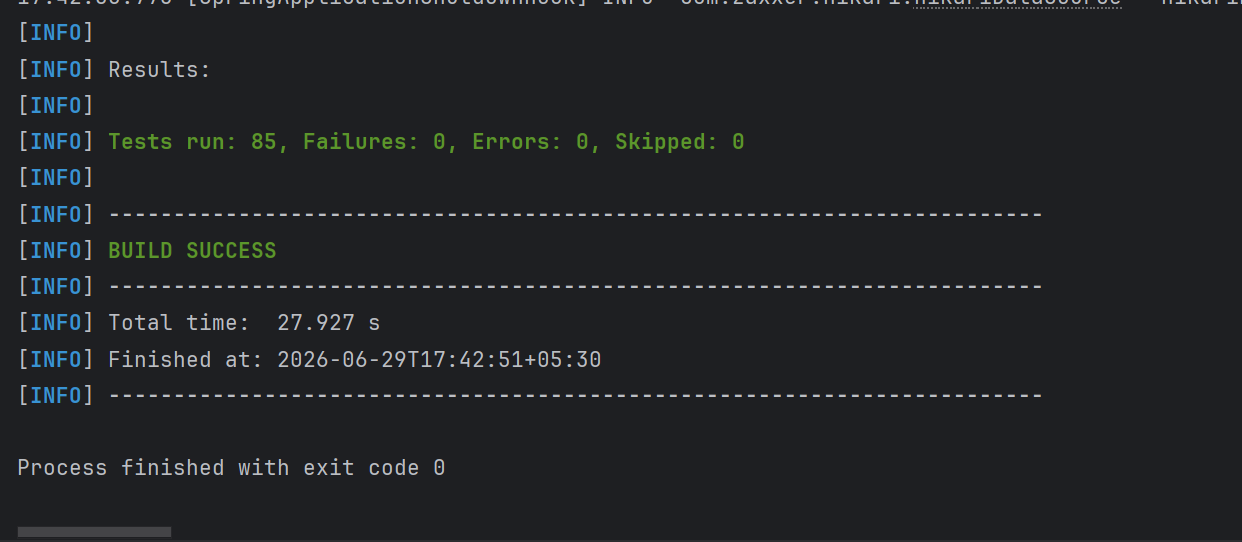 [INFO]
[INFO] Results:
[INFO]
[INFO] Tests run: 85, Failures: 0, Errors: 0, Skipped: 0
[INFO]
[INFO] ------------------------------------------------------------------------
[INFO] BUILD SUCCESS
[INFO] ------------------------------------------------------------------------
[INFO] Total time:  27.927 s
[INFO] Finished at: 2026-06-29T17:42:51+05:30
[INFO] ------------------------------------------------------------------------
Process finished with exit code 0